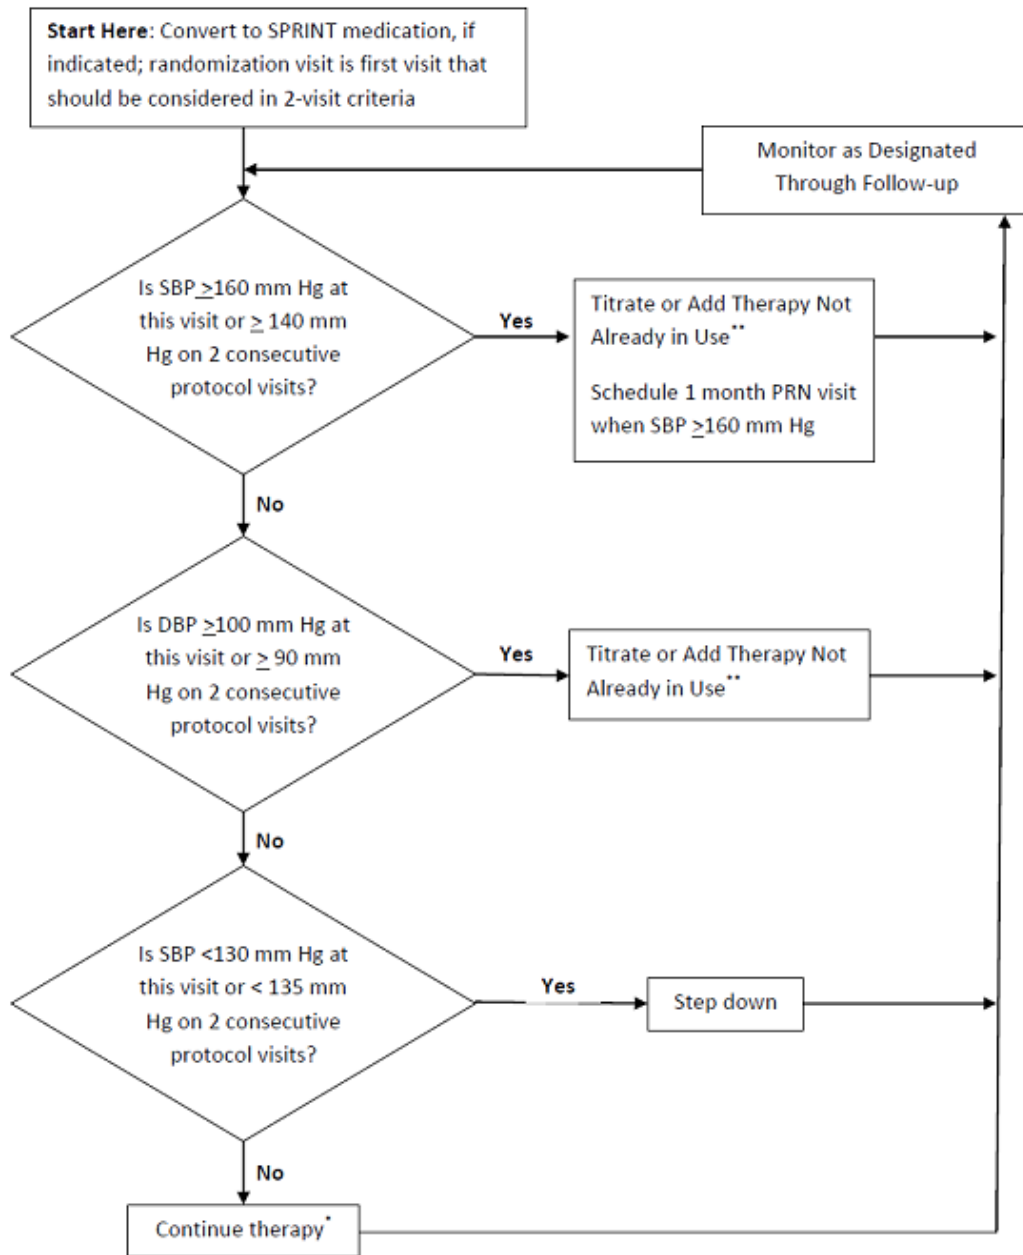 Start Here: Convert to SPRINT medication, if
indicated; randomization visit is first visit that
should be considered in 2-visit criteria
Monitor as Designated
Through Follow-up
Is SBP ≥160 mm Hg at
this visit or ≥ 140 mm
Hg on 2 consecutive
protocol visits?
Yes
Titrate or Add Therapy Not
Already in Use**
Schedule 1 month PRN visit
when SBP ≥160 mm Hg
No
Is DBP ≥100 mm Hg at
this visit or ≥ 90 mm
Hg on 2 consecutive
protocol visits?
Yes
Titrate or Add Therapy Not
Already in Use**
No
Is SBP <130 mm Hg at
this visit or < 135 mm
Hg on 2 consecutive
protocol visits?
Yes
Step down
No
Continue therapy*